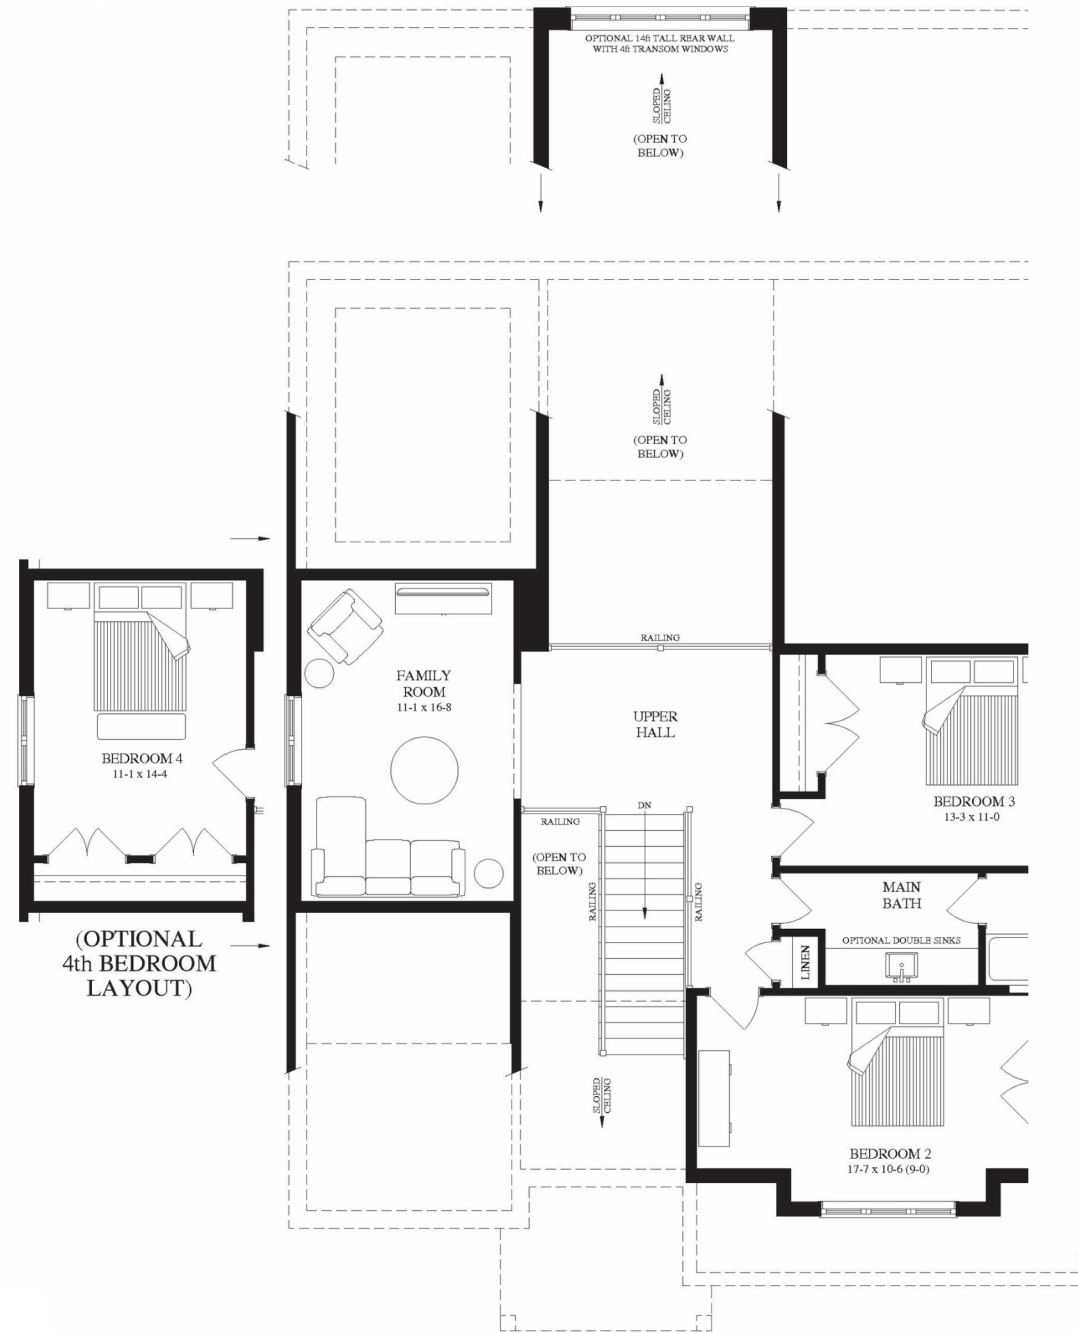 OPTIONAL 14ft TALL REAR WALL
WITH 4ft TRANSOM WINDOWS
SLOPED
CELING
(OPEN TO
BELOW)
SLOPED
CELING
(OPEN TO
BELOW)
RAILING
FAMILY
ROOM
11-1 x 16-8
UPPER
HALL
BEDROOM 4
11-1 x 14-4
BEDROOM 3
13-3 x 11-0
DN
RAILING
(OPEN TO
BELOW)
RAILING
RAILING
MAIN
BATH
OPTIONAL DOUBLE SINKS
LINEN
(OPTIONAL
4th BEDROOM
LAYOUT)
SLOPED
CELING
BEDROOM 2
17-7 x 10-6 (9-0)